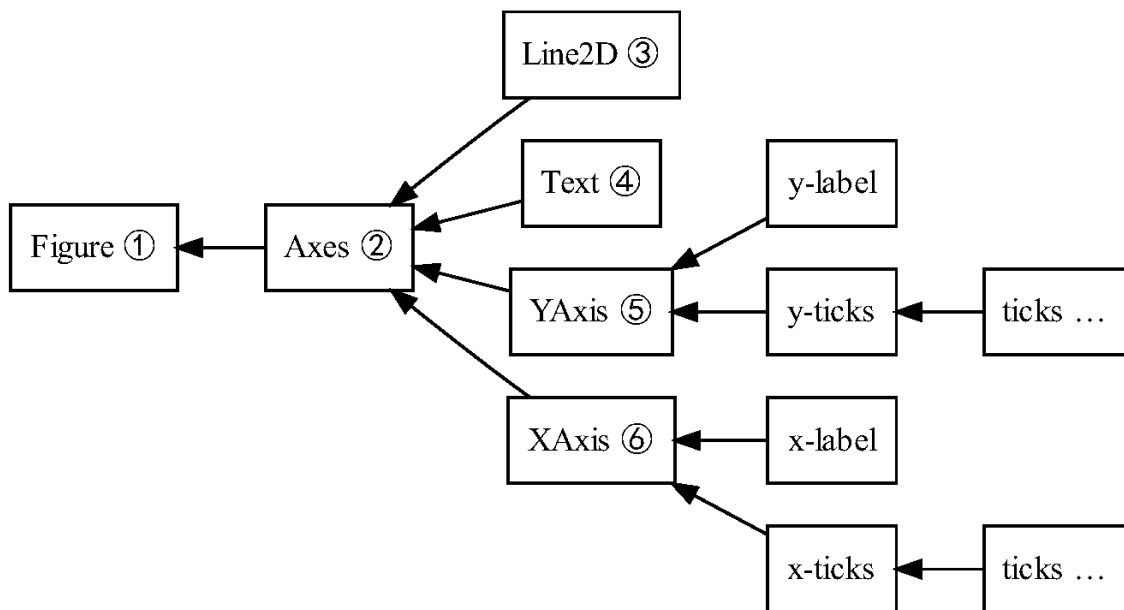 Line2D ③
Text ④
y-label
Figure ①
Axes ②
YAxis ⑤
y-ticks
ticks …
XAxis ⑥
x-label
x-ticks
ticks …